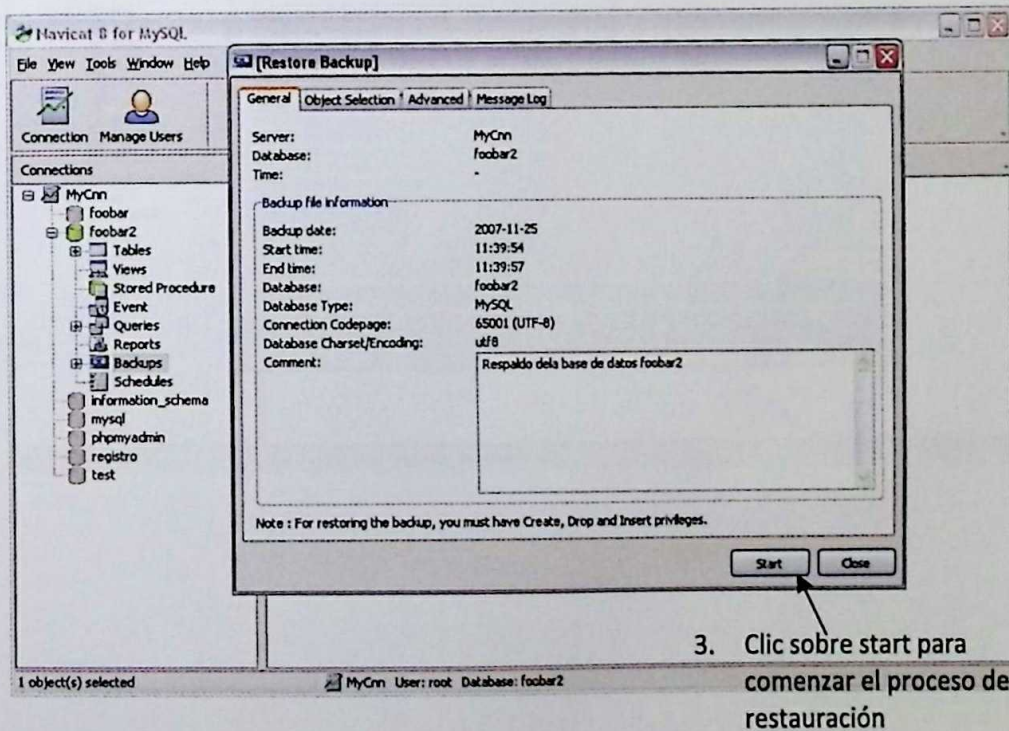 Navicat 8 for MySQL
File View Tools Window Help
Connection Manage Users
Connections
MyCnn
foobar
foobar2
Tables
Views
Stored Procedure
Event
Queries
Reports
Backups
Schedules
information_schema
mysql
phpmyadmin
registro
test
[Restore Backup]
General Object Selection Advanced Message Log
Server: MyCnn
Database: foobar2
Time: -
Backup file information
Backup date: 2007-11-25
Start time: 11:39:54
End time: 11:39:57
Database: foobar2
Database Type: MySQL
Connection Codepage: 65001 (UTF-8)
Database Charset/Encoding: utf8
Comment: Respaldo dela base de datos foobar2
Note : For restoring the backup, you must have Create, Drop and Insert privileges.
Start Close
3. Clic sobre start para
comenzar el proceso de
restauración
1 object(s) selected MyCnn User: root Database: foobar2